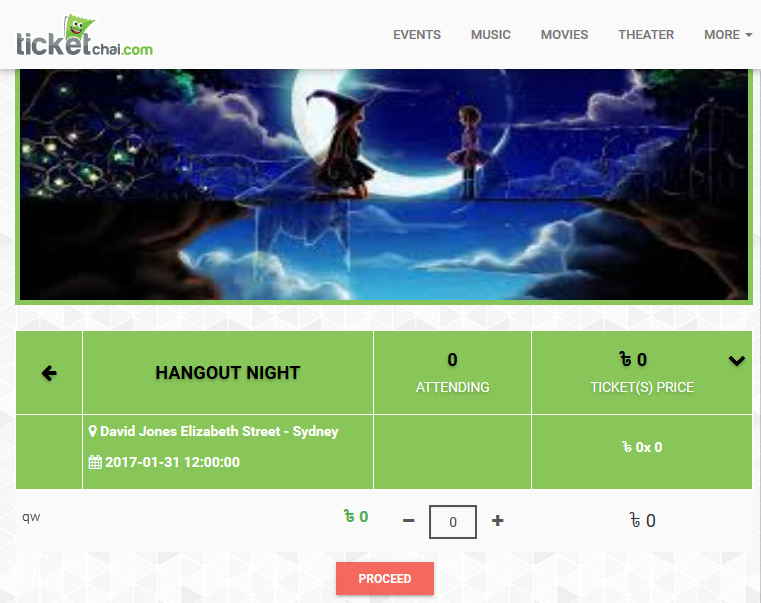 ticketchai.com
EVENTS MUSIC MOVIES THEATER MORE
HANGOUT NIGHT
0
ATTENDING
৳ 0
TICKET(S) PRICE
David Jones Elizabeth Street - Sydney
2017-01-31 12:00:00
৳ 0x 0
qw ৳ 0 − 0 + ৳ 0
PROCEED